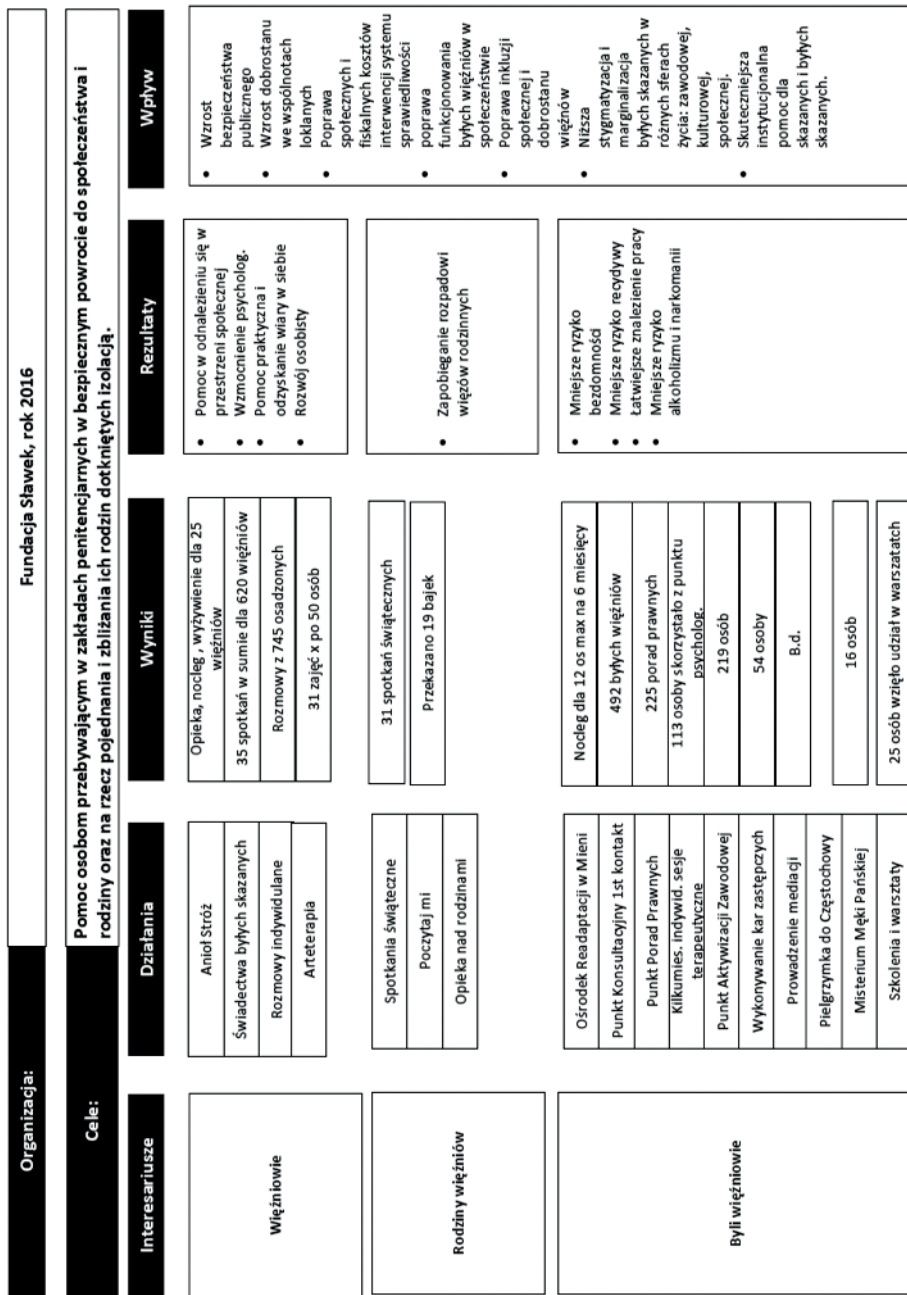 Organizacja:
Fundacja Sławek, rok 2016
Cele:
Pomoc osobom przebywającym w zakładach penitencjarnych w bezpiecznym powrocie do społeczeństwa i
rodziny oraz na rzecz pojednania i zbliżania ich rodzin dotkniętych izolacją.
Interesariusze
Działania
Wyniki
Rezultaty
Wpływ
Więźniowie
Anioł Stróż
Świadectwa byłych skazanych
Rozmowy indywidulane
Arteterapia
Opieka, nocleg , wyżywienie dla 25
więźniów
35 spotkań w sumie dla 620 więźniów
Rozmowy z 745 osadzonych
31 zajęć x po 50 osób
• Pomoc w odnalezieniu się w
przestrzeni społecznej
• Wzmocnienie psycholog.
• Pomoc praktyczna i
odzyskanie wiary w siebie
• Rozwój osobisty
Rodziny więźniów
Spotkania świąteczne
Poczytaj mi
Opieka nad rodzinami
31 spotkań świątecznych
Przekazano 19 bajek
• Zapobieganie rozpadowi
więzów rodzinnych
Byli więźniowie
Ośrodek Readaptacji w Mieni
Punkt Konsultacyjny 1st kontakt
Punkt Porad Prawnych
Kilkumies. indywid. sesje
terapeutyczne
Punkt Aktywizacji Zawodowej
Wykonywanie kar zastępczych
Prowadzenie mediacji
Pielgrzymka do Częstochowy
Misterium Męki Pańskiej
Szkolenia i warsztaty
Nocleg dla 12 os max na 6 miesięcy
492 byłych więźniów
225 porad prawnych
113 osoby skorzystało z punktu
psycholog.
219 osób
54 osoby
B.d.
16 osób
25 osób wzięło udział w warszatatch
• Mniejsze ryzyko
bezdomności
• Mniejsze ryzyko recydywy
• Łatwiejsze znalezienie pracy
• Mniejsze ryzyko
alkoholizmu i narkomanii
• Wzrost
bezpieczeństwa
publicznego
• Wzrost dobrostanu
we wspólnotach
loklanych
• Poprawa
społecznych i
fiskalnych kosztów
interwencji systemu
sprawiedliwości
• poprawa
funkcjonowania
byłych więźniów w
społeczeństwie
• Poprawa inkluzji
społecznej i
dobrostanu
więźnów
• Niższa
stygmatyzacja i
marginalizacja
byłych skazanych w
różnych sferach
życia: zawodowej,
kulturowej,
społecznej.
• Skuteczniejsza
instytucjonalna
pomoc dla
skazanych i byłych
skazanych.